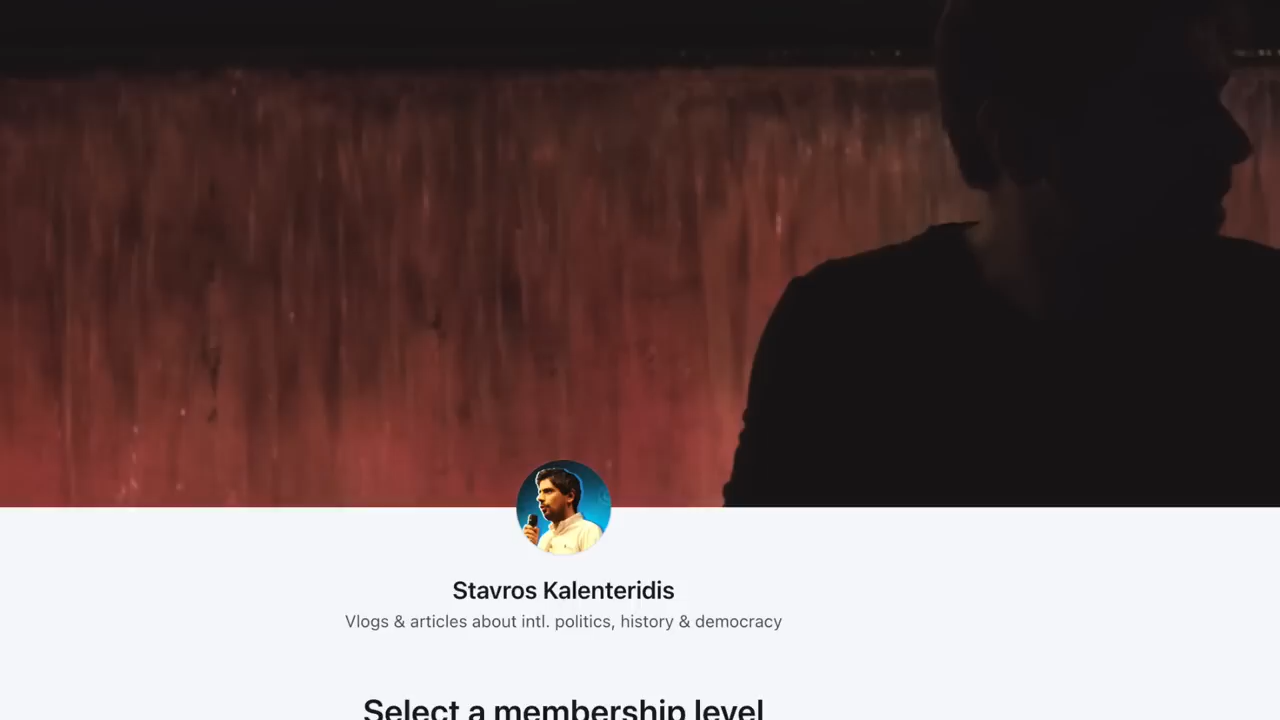 Stavros Kalenteridis
Vlogs & articles about intl. politics, history & democracy
Select a membership level